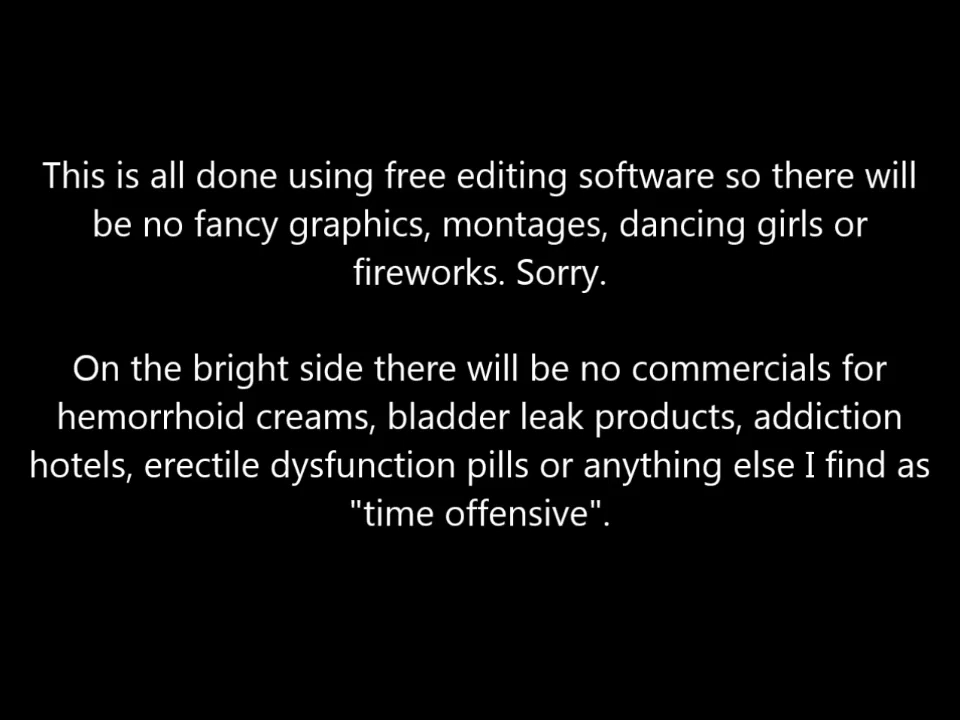 This is all done using free editing software so there will
be no fancy graphics, montages, dancing girls or
fireworks. Sorry.
On the bright side there will be no commercials for
hemorrhoid creams, bladder leak products, addiction
hotels, erectile dysfunction pills or anything else I find as
"time offensive".